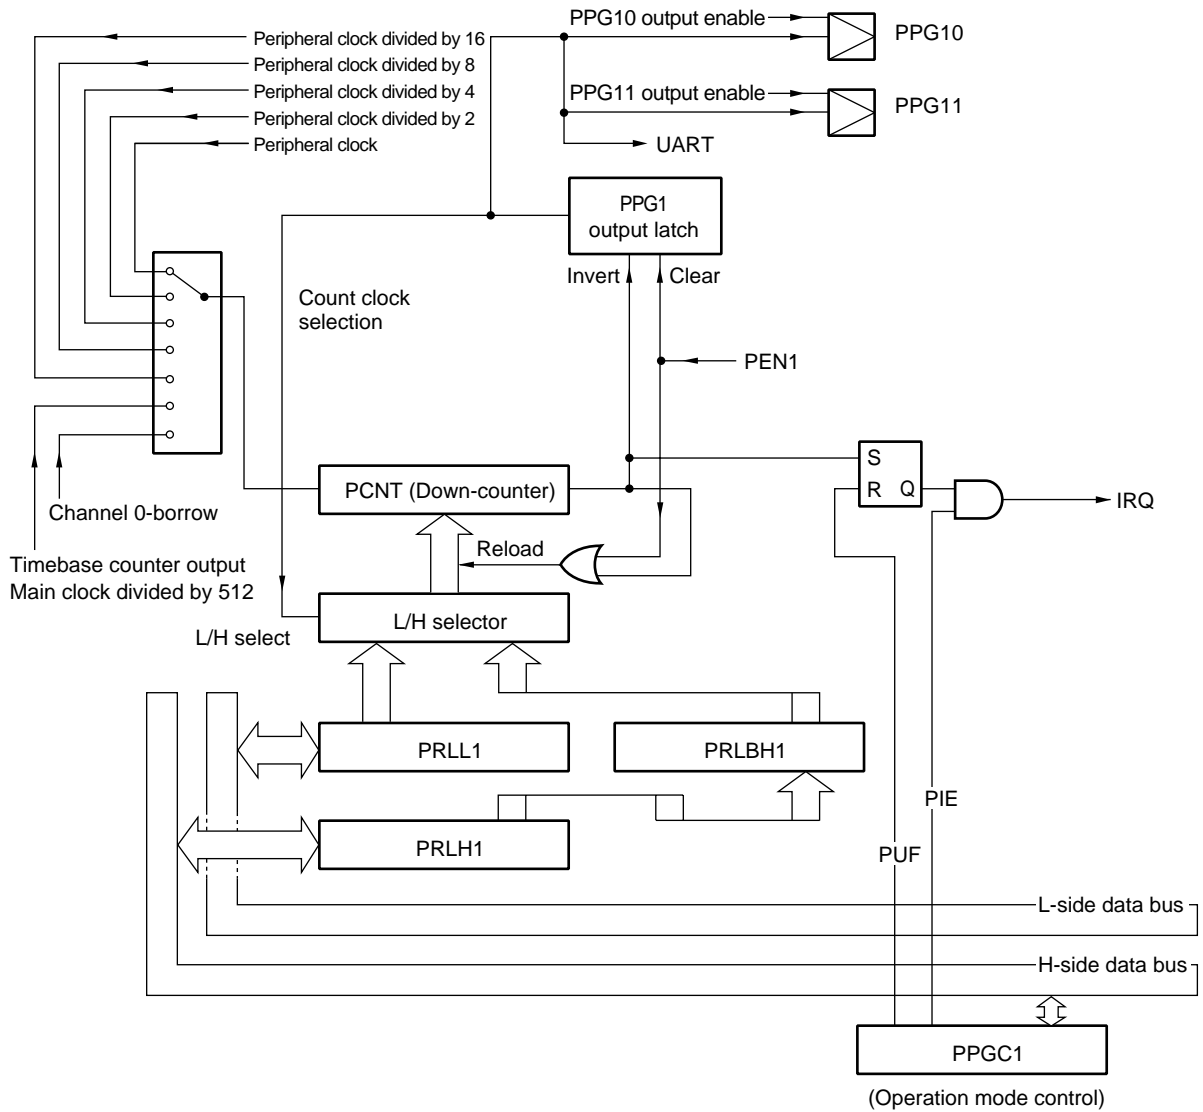 PPG10 output enable
PPG10
Peripheral clock divided by 16
Peripheral clock divided by 8
Peripheral clock divided by 4
PPG11 output enable
PPG11
Peripheral clock divided by 2
Peripheral clock
UART
PPG1
output latch
Invert
Clear
Count clock
selection
PEN1
S
R
Q
PCNT (Down-counter)
IRQ
Channel 0-borrow
Timebase counter output
Main clock divided by 512
Reload
L/H selector
L/H select
PRLL1
PRLBH1
PIE
PRLH1
PUF
L-side data bus
H-side data bus
PPGC1
(Operation mode control)